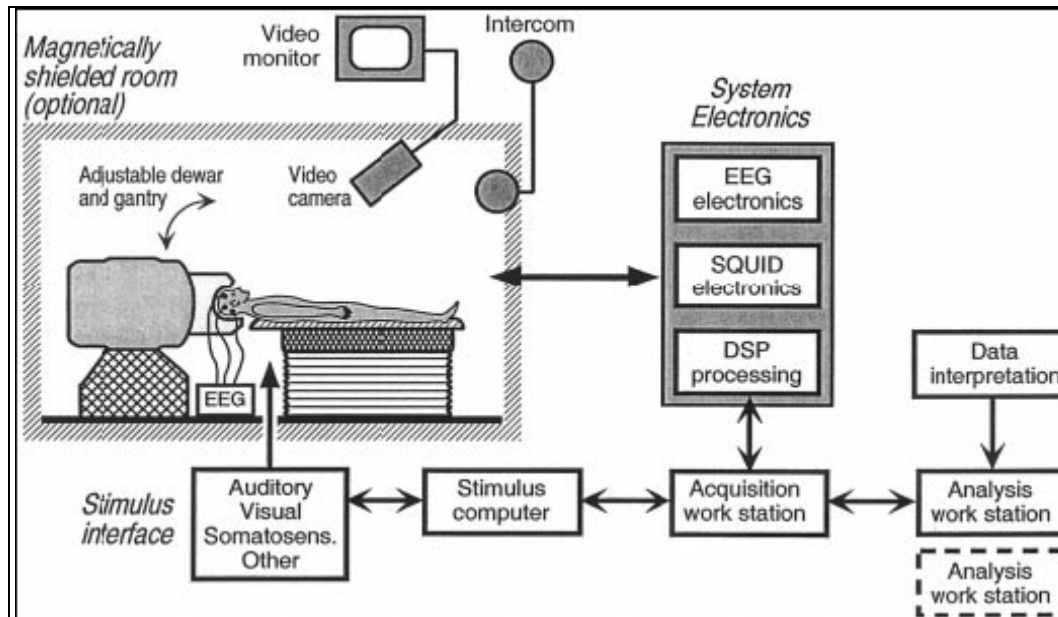 Magnetically
shielded room
(optional)
Video
monitor
Intercom
System
Electronics
Adjustable dewar
and gantry
Video
camera
EEG
electronics
SQUID
electronics
DSP
processing
Data
interpretation
EEG
Stimulus
interface
Auditory
Visual
Somatosens.
Other
Stimulus
computer
Acquisition
work station
Analysis
work station
Analysis
work station